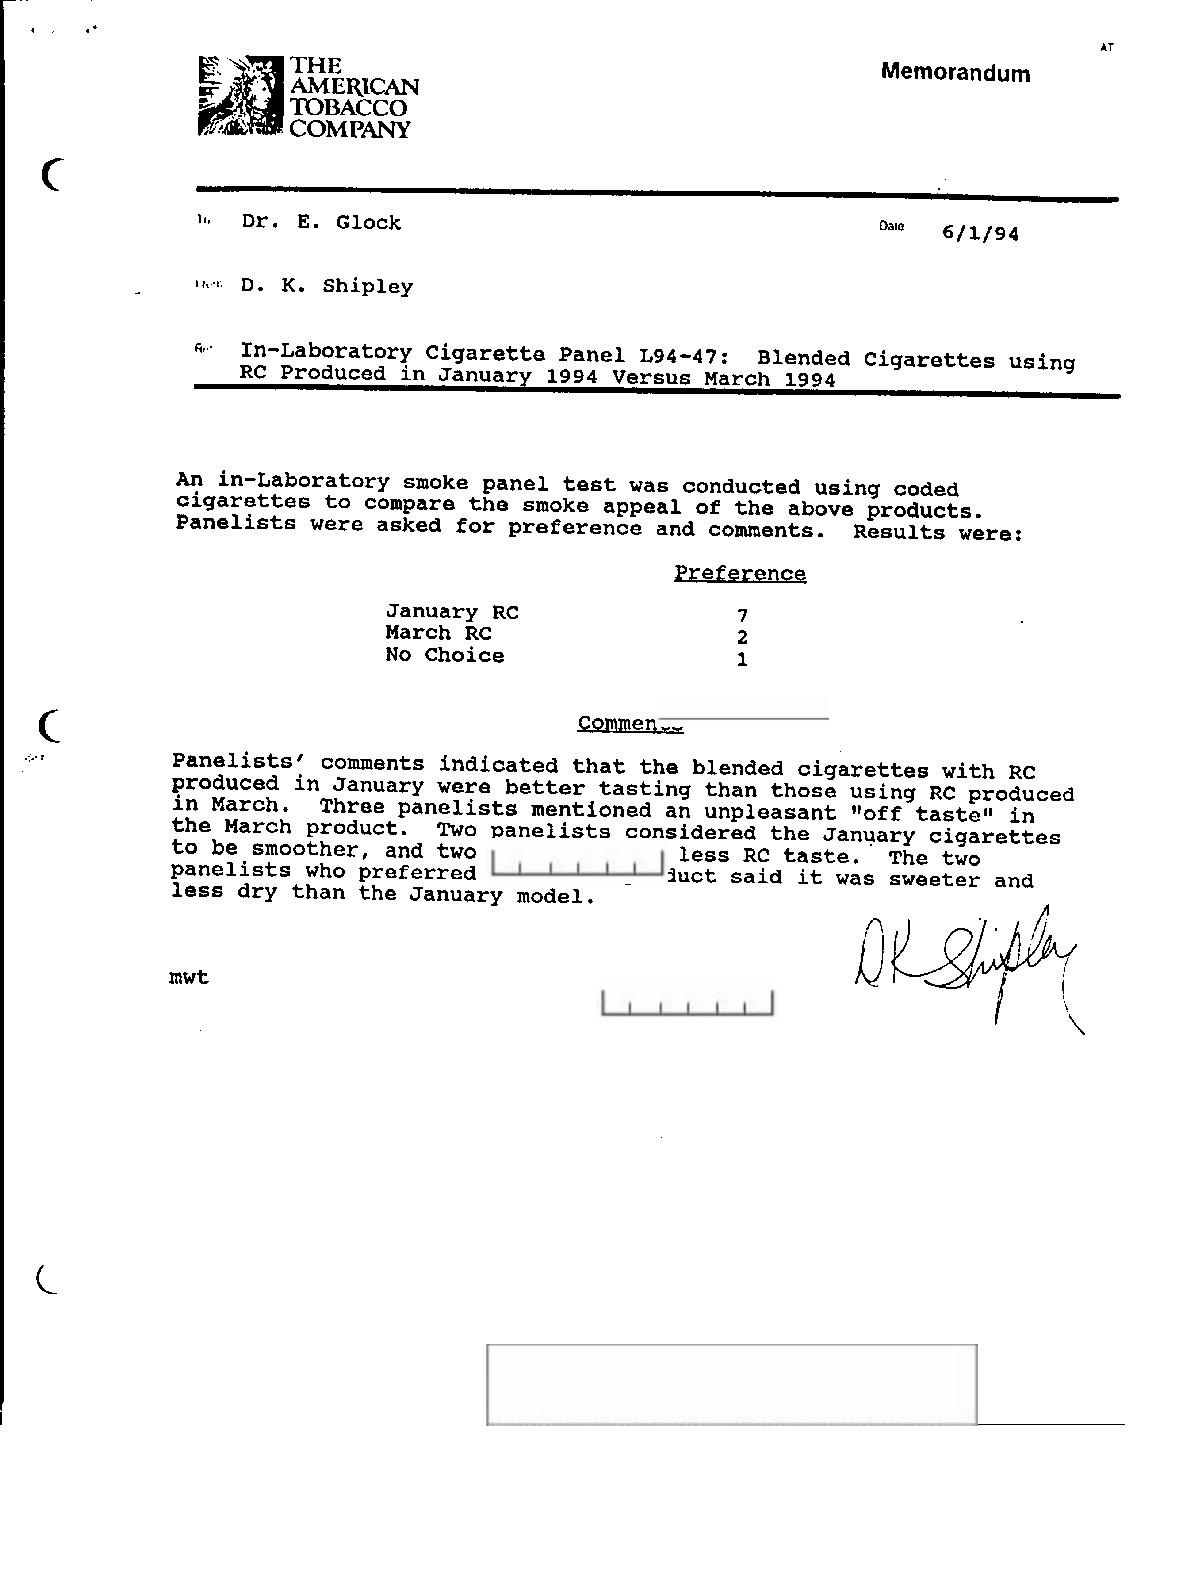 AT
THE
AMERICAN
TOBACCO
COMPANY
Memorandum
To Dr. E. Glock
Date 6/1/94
D. K. Shipley
In-Laboratory Cigarette Panel L94-47: Blended Cigarettes using
RC Produced in January 1994 Versus March 1994
An in-Laboratory smoke panel test was conducted using coded
cigarettes to compare the smoke appeal of the above products.
Panelists were asked for preference and comments. Results were:
Preference
January RC 7
March RC 2
No Choice 1
Commen
Panelists' comments indicated that the blended cigarettes with RC
produced in January were better tasting than those using RC produced
in March. Three panelists mentioned an unpleasant "off taste" in
the March product. Two panelists considered the January cigarettes
to be smoother, and two less RC taste. The two
panelists who preferred duct said it was sweeter and
less dry than the January model.
DK Shipley
mwt